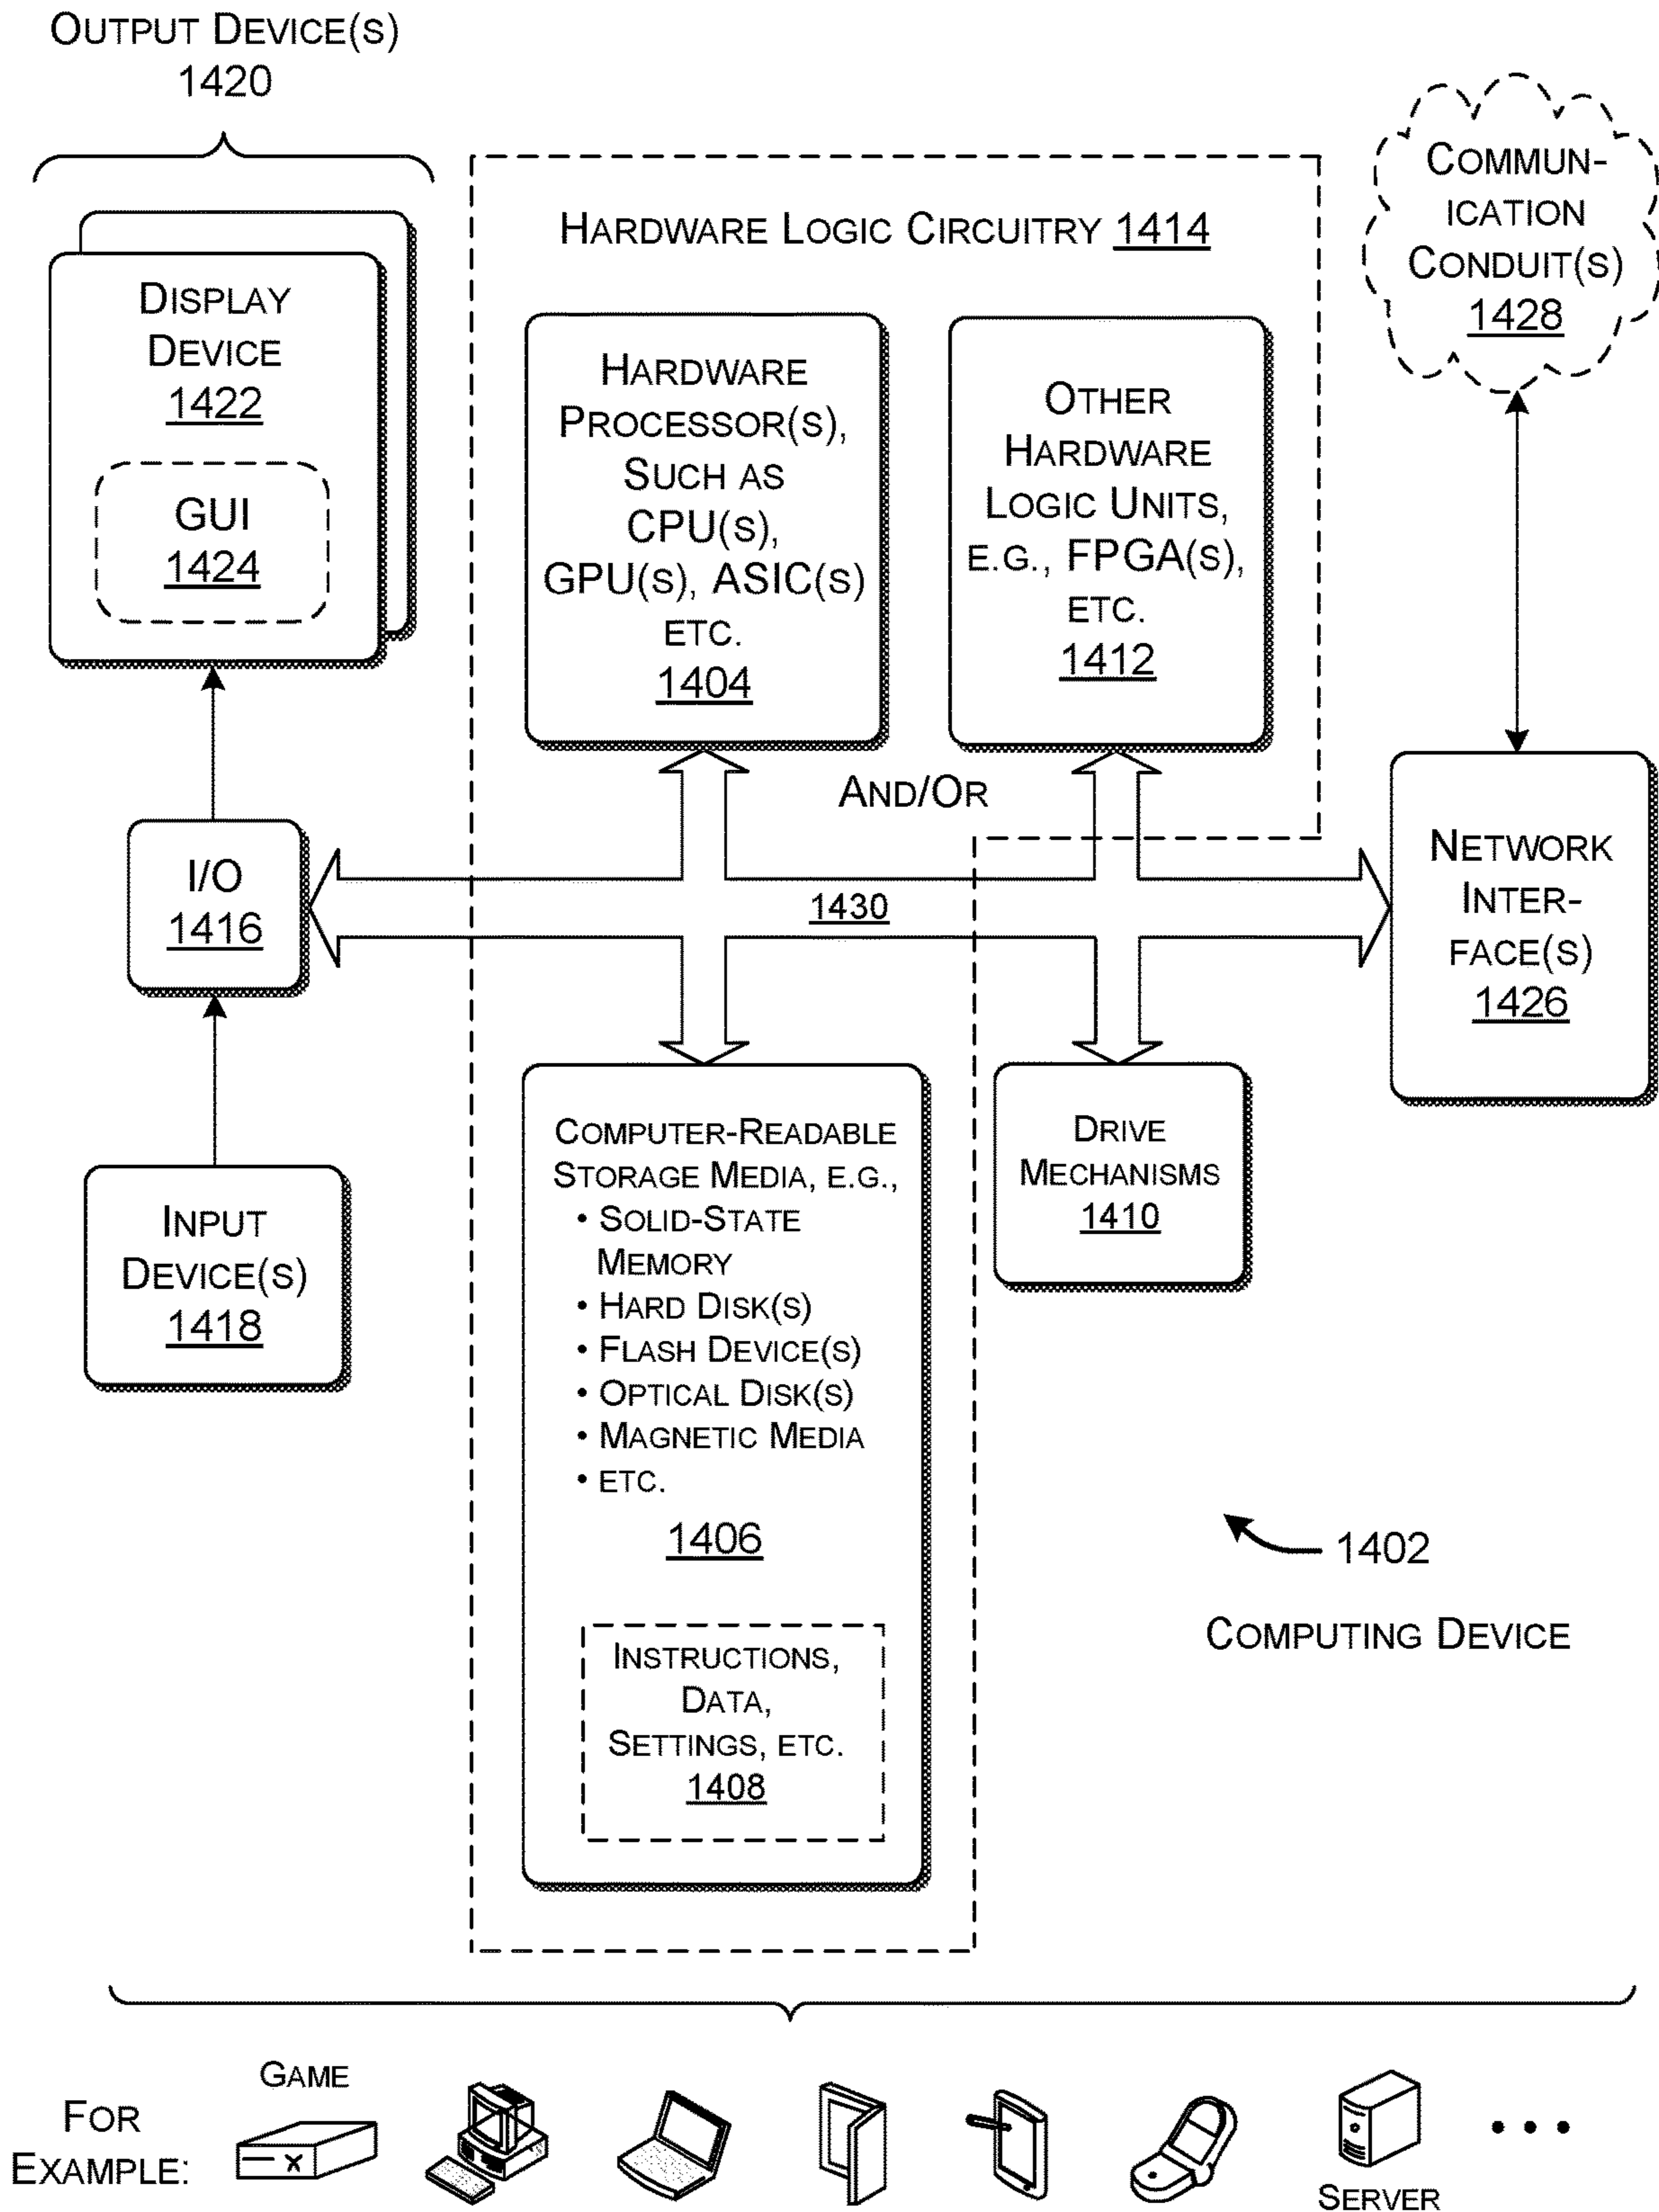 OUTPUT DEVICE(S)
1420
DISPLAY
DEVICE
1422
GUI
1424
I/O
1416
INPUT
DEVICE(S)
1418
HARDWARE LOGIC CIRCUITRY 1414
HARDWARE
PROCESSOR(S),
SUCH AS
CPU(S),
GPU(S), ASIC(S)
ETC.
1404
OTHER
HARDWARE
LOGIC UNITS,
E.G., FPGA(S),
ETC.
1412
AND/OR
1430
COMMUN-
ICATION
CONDUIT(S)
1428
NETWORK
INTER-
FACE(S)
1426
COMPUTER-READABLE
STORAGE MEDIA, E.G.,
• SOLID-STATE
MEMORY
• HARD DISK(S)
• FLASH DEVICE(S)
• OPTICAL DISK(S)
• MAGNETIC MEDIA
• ETC.
1406
INSTRUCTIONS,
DATA,
SETTINGS, ETC.
1408
DRIVE
MECHANISMS
1410
1402
COMPUTING DEVICE
FOR
EXAMPLE:
GAME
X
SERVER
• • •